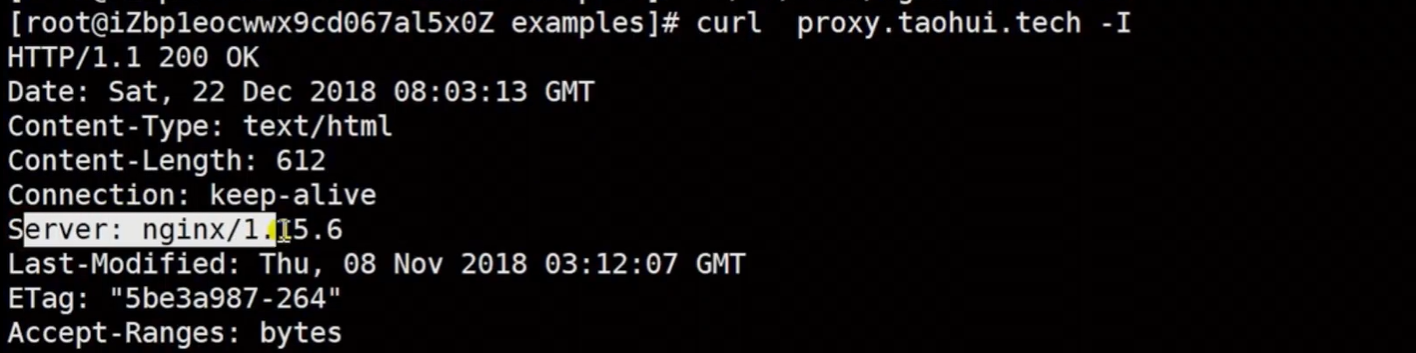 [root@iZbp1eocwwx9cd067al5x0Z examples]# curl  proxy.taohui.tech -I
HTTP/1.1 200 OK
Date: Sat, 22 Dec 2018 08:03:13 GMT
Content-Type: text/html
Content-Length: 612
Connection: keep-alive
Server: nginx/1.15.6
Last-Modified: Thu, 08 Nov 2018 03:12:07 GMT
ETag: "5be3a987-264"
Accept-Ranges: bytes